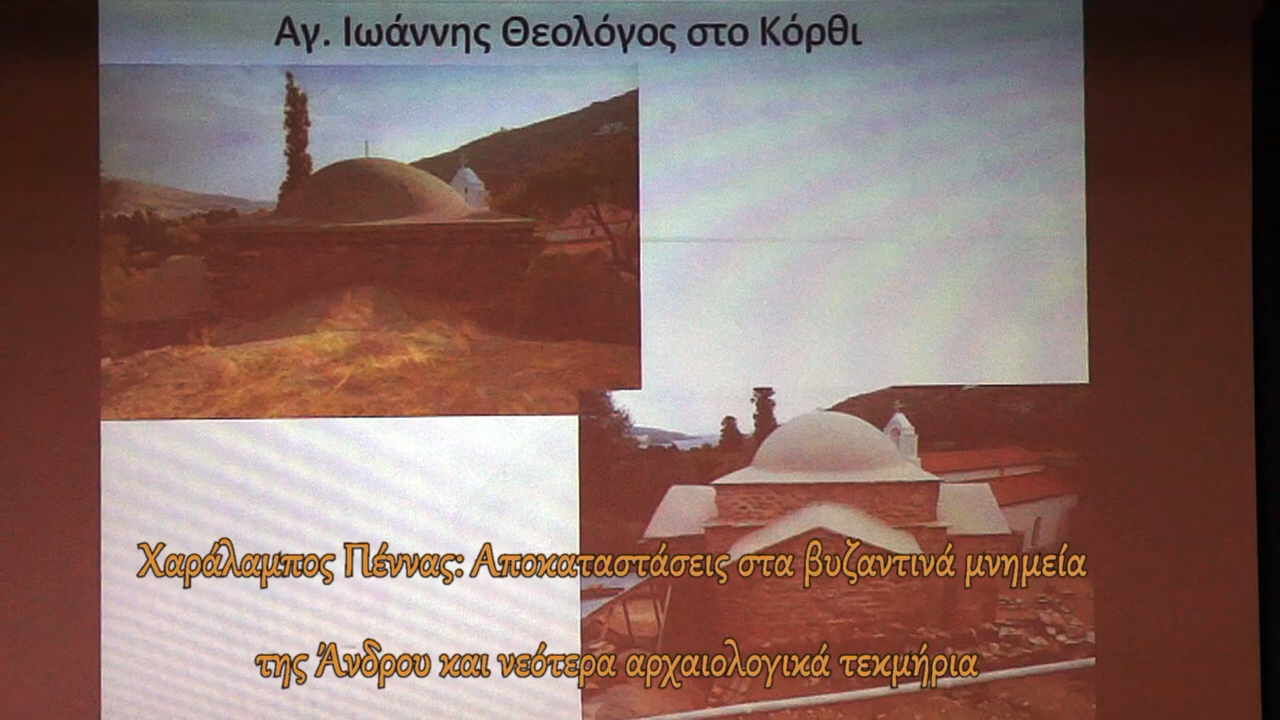 Αγ. Ιωάννης Θεολόγος στο Κόρθι
Χαράλαμπος Πέννας: Αποκαταστάσεις στα βυζαντινά μνημεία
της Άνδρου και νεότερα αρχαιολογικά τεκμήρια